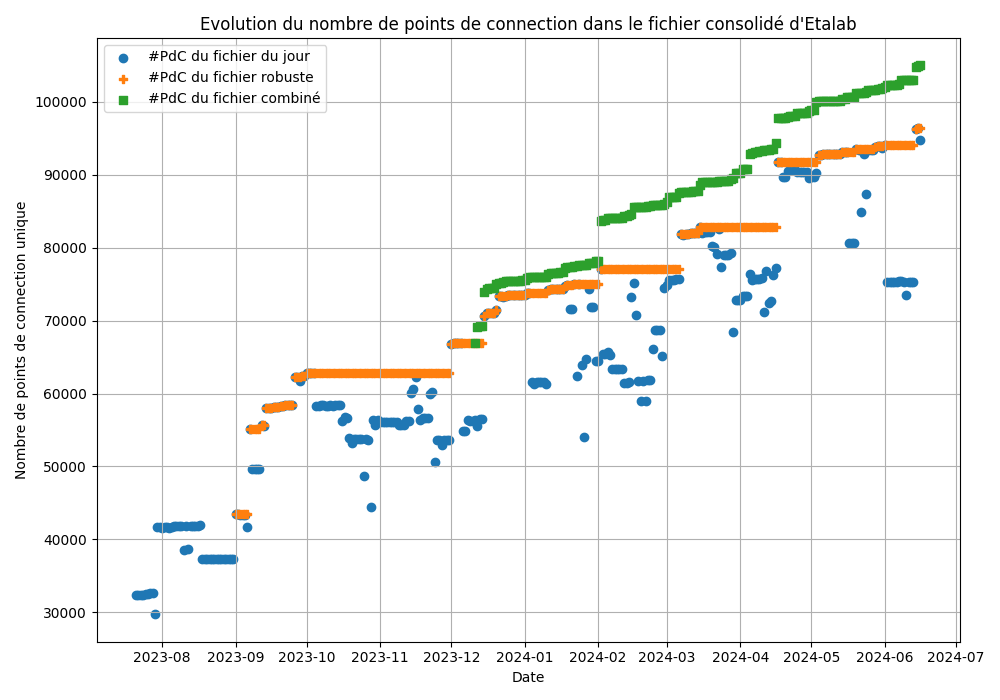 Evolution du nombre de points de connection dans le fichier consolidé d'Etalab
#PdC du fichier du jour
#PdC du fichier robuste
#PdC du fichier combiné
Nombre de points de connection unique
100000
90000
80000
70000
60000
50000
40000
30000
2023-08 2023-09 2023-10 2023-11 2023-12 2024-01 2024-02 2024-03 2024-04 2024-05 2024-06 2024-07
Date